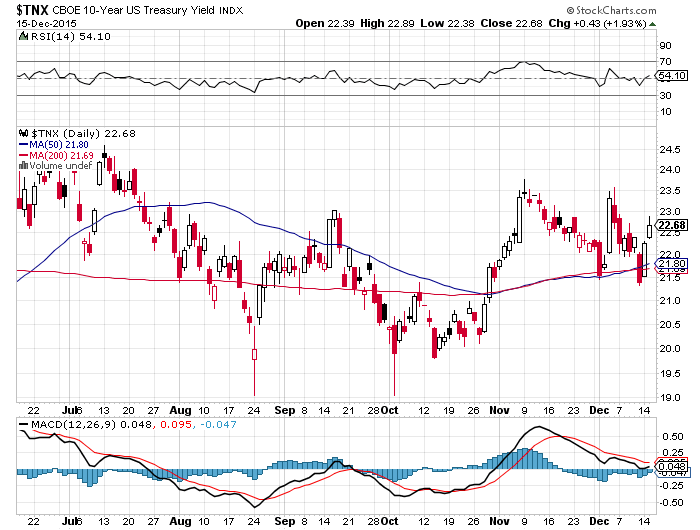 $TNX CBOE 10-Year US Treasury Yield INDX © StockCharts.com
15-Dec-2015 Open 22.39 High 22.89 Low 22.38 Close 22.68 Chg +0.43 (+1.93%)
RSI(14) 54.10
90
70
54.10
30
10
$TNX (Daily) 22.68
MA(50) 21.80
MA(200) 21.69
Volume undef
24.5
24.0
23.5
23.0
22.68
22.5
22.0
21.80
21.5
21.0
20.5
20.0
19.5
19.0
22 Jul 6 13 20 27 Aug 10 17 24 Sep 8 14 21 28 Oct 12 19 26 Nov 9 16 23 Dec 7 14
MACD(12,26,9) 0.048, 0.095, -0.047
0.50
0.25
0.048
-0.25
-0.50
22 Jul 6 13 20 27 Aug 10 17 24 Sep 8 14 21 28 Oct 12 19 26 Nov 9 16 23 Dec 7 14